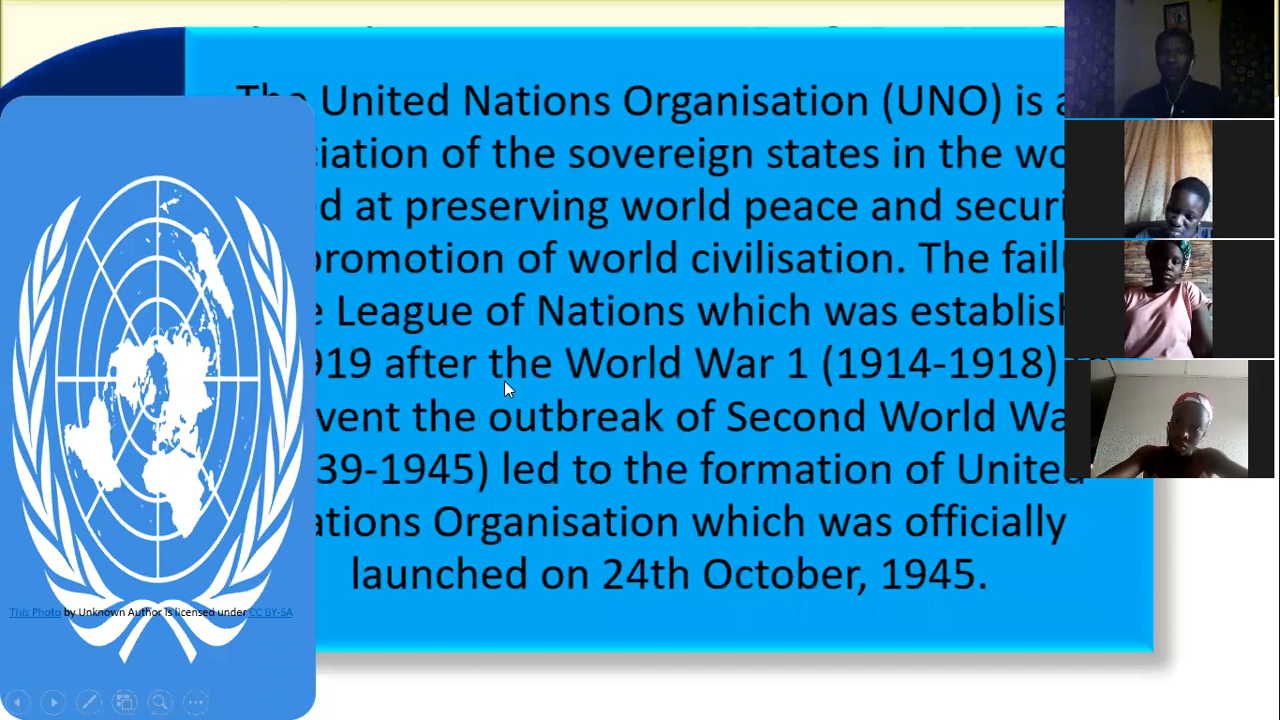 The United Nations Organisation (UNO) is a
ciation of the sovereign states in the wo
d at preserving world peace and securi
promotion of world civilisation. The failu
e League of Nations which was establish
919 after the World War 1 (1914-1918)
vent the outbreak of Second World Wa
39-1945) led to the formation of United
ations Organisation which was officially
launched on 24th October, 1945.
This Photo by Unknown Author is licensed under CC BY-SA